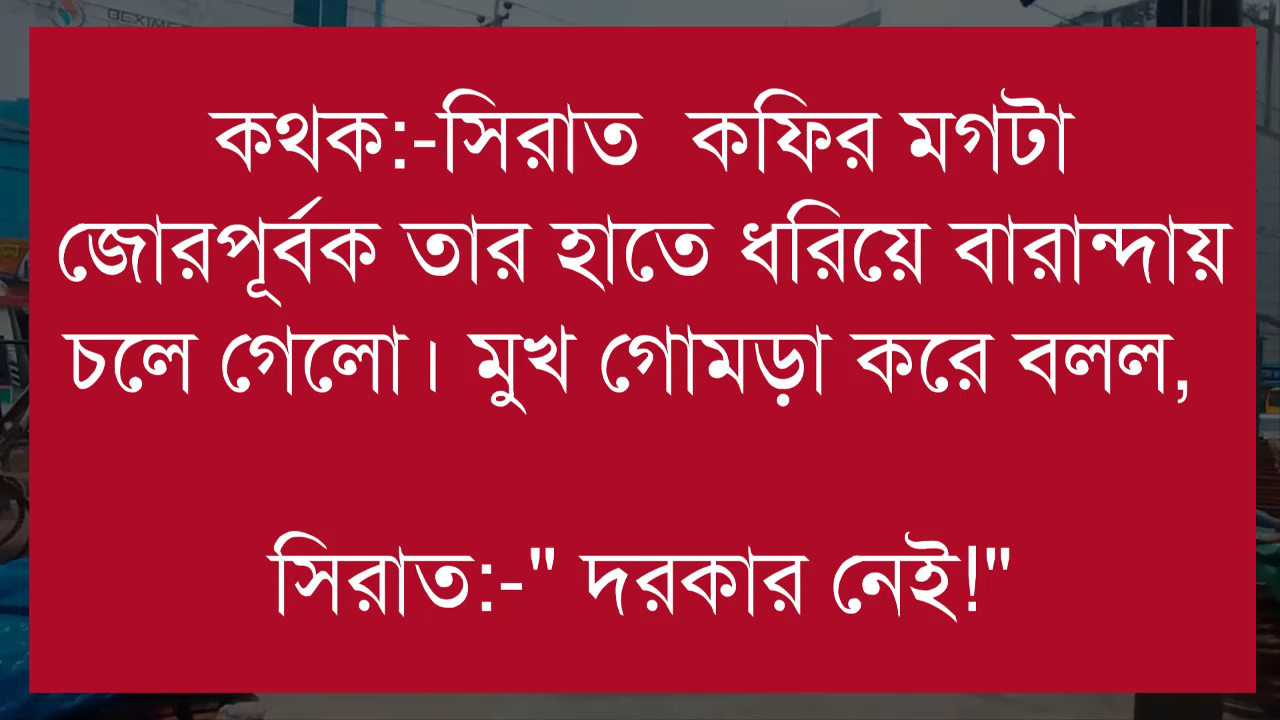 কথক:-সিরাত  কফির মগটা
জোরপূর্বক তার হাতে ধরিয়ে বারান্দায়
চলে গেলো। মুখ গোমড়া করে বলল,
সিরাত:-" দরকার নেই!"